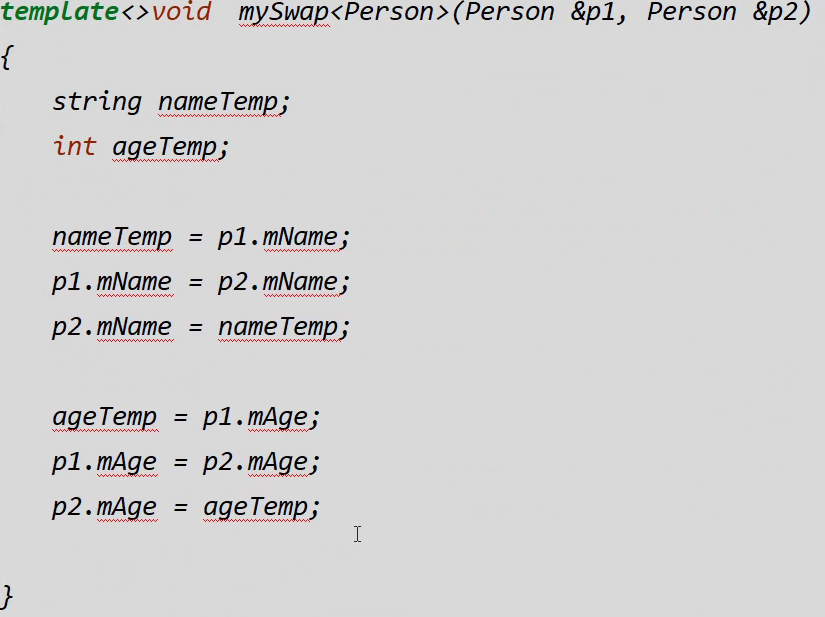 template<>void  mySwap<Person>(Person &p1, Person &p2)
{
    string nameTemp;
    int ageTemp;

    nameTemp = p1.mName;
    p1.mName = p2.mName;
    p2.mName = nameTemp;

    ageTemp = p1.mAge;
    p1.mAge = p2.mAge;
    p2.mAge = ageTemp;

}